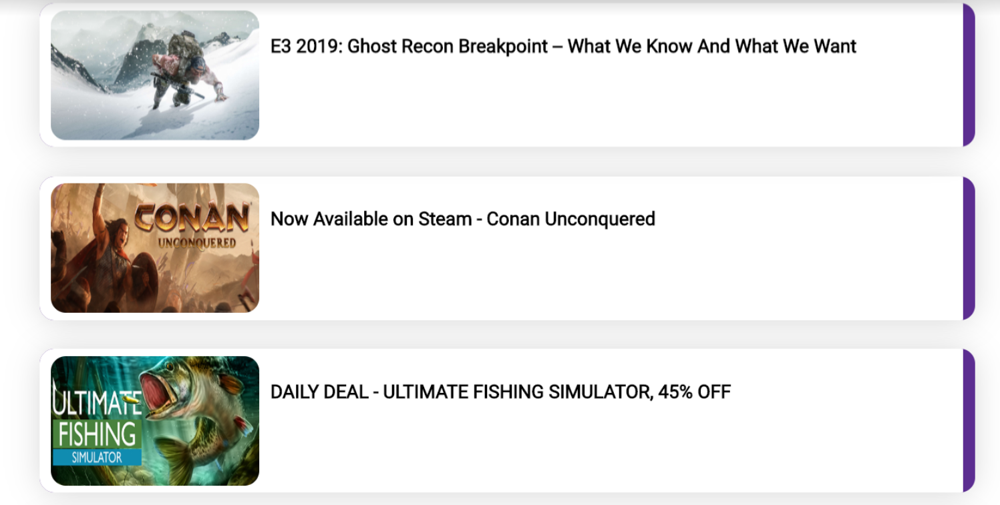 E3 2019: Ghost Recon Breakpoint – What We Know And What We Want
CONAN
UNCONQUERED
Now Available on Steam - Conan Unconquered
ULTIMATE
FISHING
SIMULATOR
DAILY DEAL - ULTIMATE FISHING SIMULATOR, 45% OFF